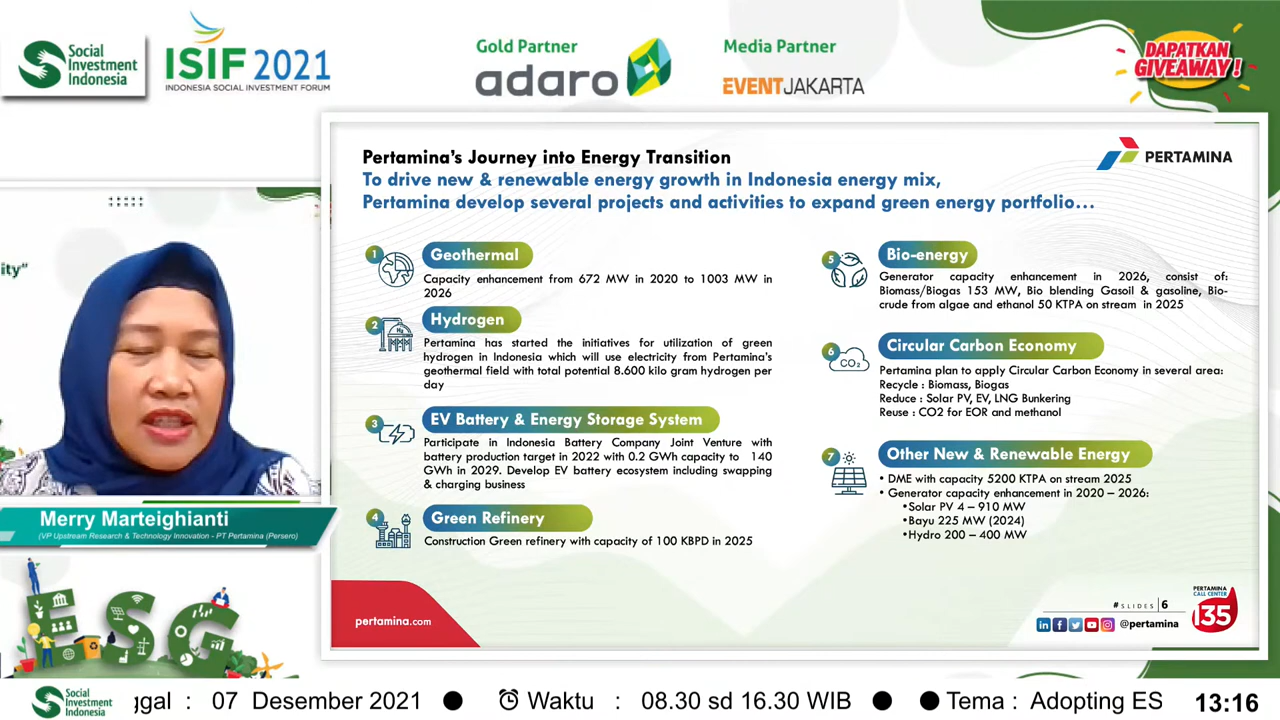 Social
Investment
Indonesia
ISIF 2021
INDONESIA SOCIAL INVESTMENT FORUM
Gold Partner
adaro
Media Partner
EVENTJAKARTA
DAPATKAN
GIVEAWAY !
Pertamina's Journey into Energy Transition
To drive new & renewable energy growth in Indonesia energy mix,
Pertamina develop several projects and activities to expand green energy portfolio...
PERTAMINA
1
Geothermal
Capacity enhancement from 672 MW in 2020 to 1003 MW in
2026
2
Hydrogen
H2
Pertamina has started the initiatives for utilization of green
hydrogen in Indonesia which will use electricity from Pertamina's
geothermal field with total potential 8.600 kilo gram hydrogen per
day
3
EV Battery & Energy Storage System
Participate in Indonesia Battery Company Joint Venture with
battery production target in 2022 with 0.2 GWh capacity to 140
GWh in 2029. Develop EV battery ecosystem including swapping
& charging business
4
Green Refinery
Construction Green refinery with capacity of 100 KBPD in 2025
5
Bio-energy
Generator capacity enhancement in 2026, consist of:
Biomass/Biogas 153 MW, Bio blending Gasoil & gasoline, Bio-
crude from algae and ethanol 50 KTPA on stream in 2025
6
CO2
Circular Carbon Economy
Pertamina plan to apply Circular Carbon Economy in several area:
Recycle : Biomass, Biogas
Reduce : Solar PV, EV, LNG Bunkering
Reuse : CO2 for EOR and methanol
7
Other New & Renewable Energy
• DME with capacity 5200 KTPA on stream 2025
• Generator capacity enhancement in 2020 – 2026:
•Solar PV 4 – 910 MW
•Bayu 225 MW (2024)
•Hydro 200 – 400 MW
pertamina.com
#SLIDES 6
@pertamina
PERTAMINA
CALL CENTER
135
ity"
Merry Marteighianti
(VP Upstream Research & Technology Innovation - PT Pertamina (Persero)
ESG
Social
Investment
Indonesia
ggal : 07 Desember 2021 ● Waktu : 08.30 sd 16.30 WIB ● ● Tema : Adopting ES
13:16